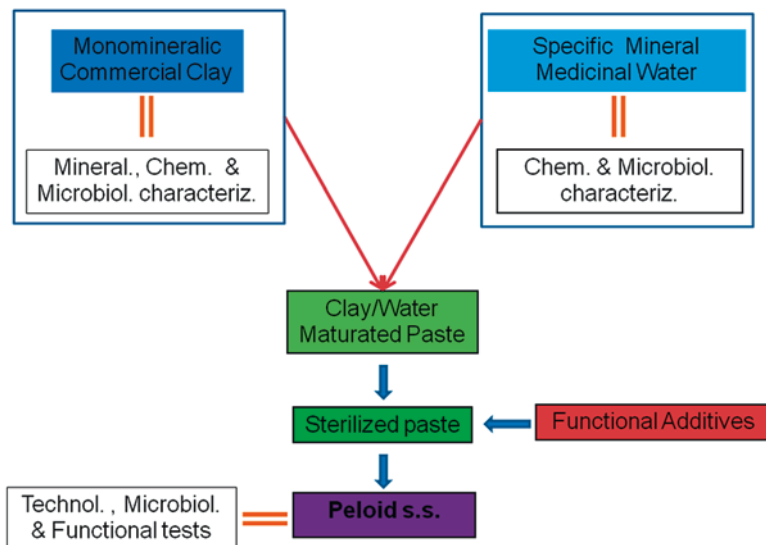 Monomineralic
Commercial Clay
Mineral., Chem. &
Microbiol. characteriz.
Specific Mineral
Medicinal Water
Chem. & Microbiol.
characteriz.
Clay/Water
Maturated Paste
Sterilized paste
Functional Additives
Technol. , Microbiol.
& Functional tests
Peloid s.s.